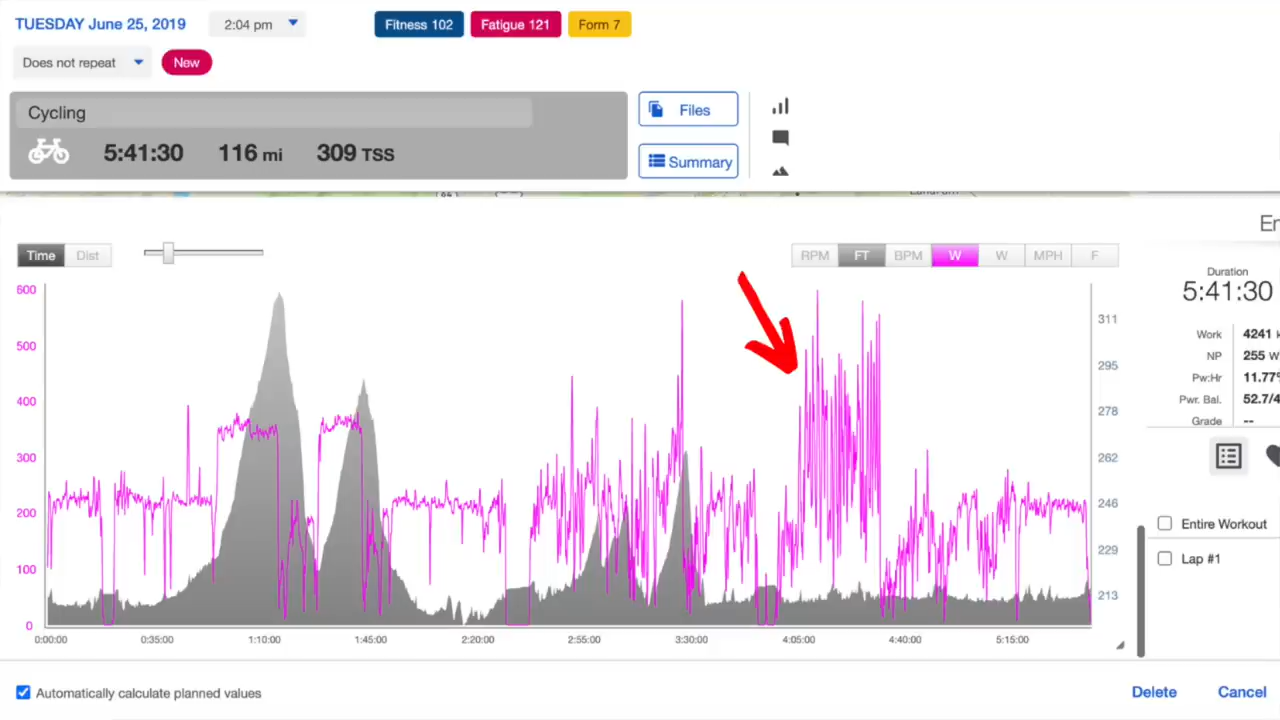 TUESDAY June 25, 2019 2:04 pm Fitness 102 Fatigue 121 Form 7
Does not repeat New
Cycling
5:41:30 116 mi 309 TSS
Files
Summary
Time Dist
RPM FT BPM W W MPH F
600
500
400
300
200
100
0
311
295
278
262
246
229
213
0:00:00 0:35:00 1:10:00 1:45:00 2:20:00 2:55:00 3:30:00 4:05:00 4:40:00 5:15:00
Duration
5:41:30
Work 4241
NP 255 W
Pw:Hr 11.77%
Pwr. Bal. 52.7/4
Grade --
Entire Workout
Lap #1
Automatically calculate planned values
Delete Cancel